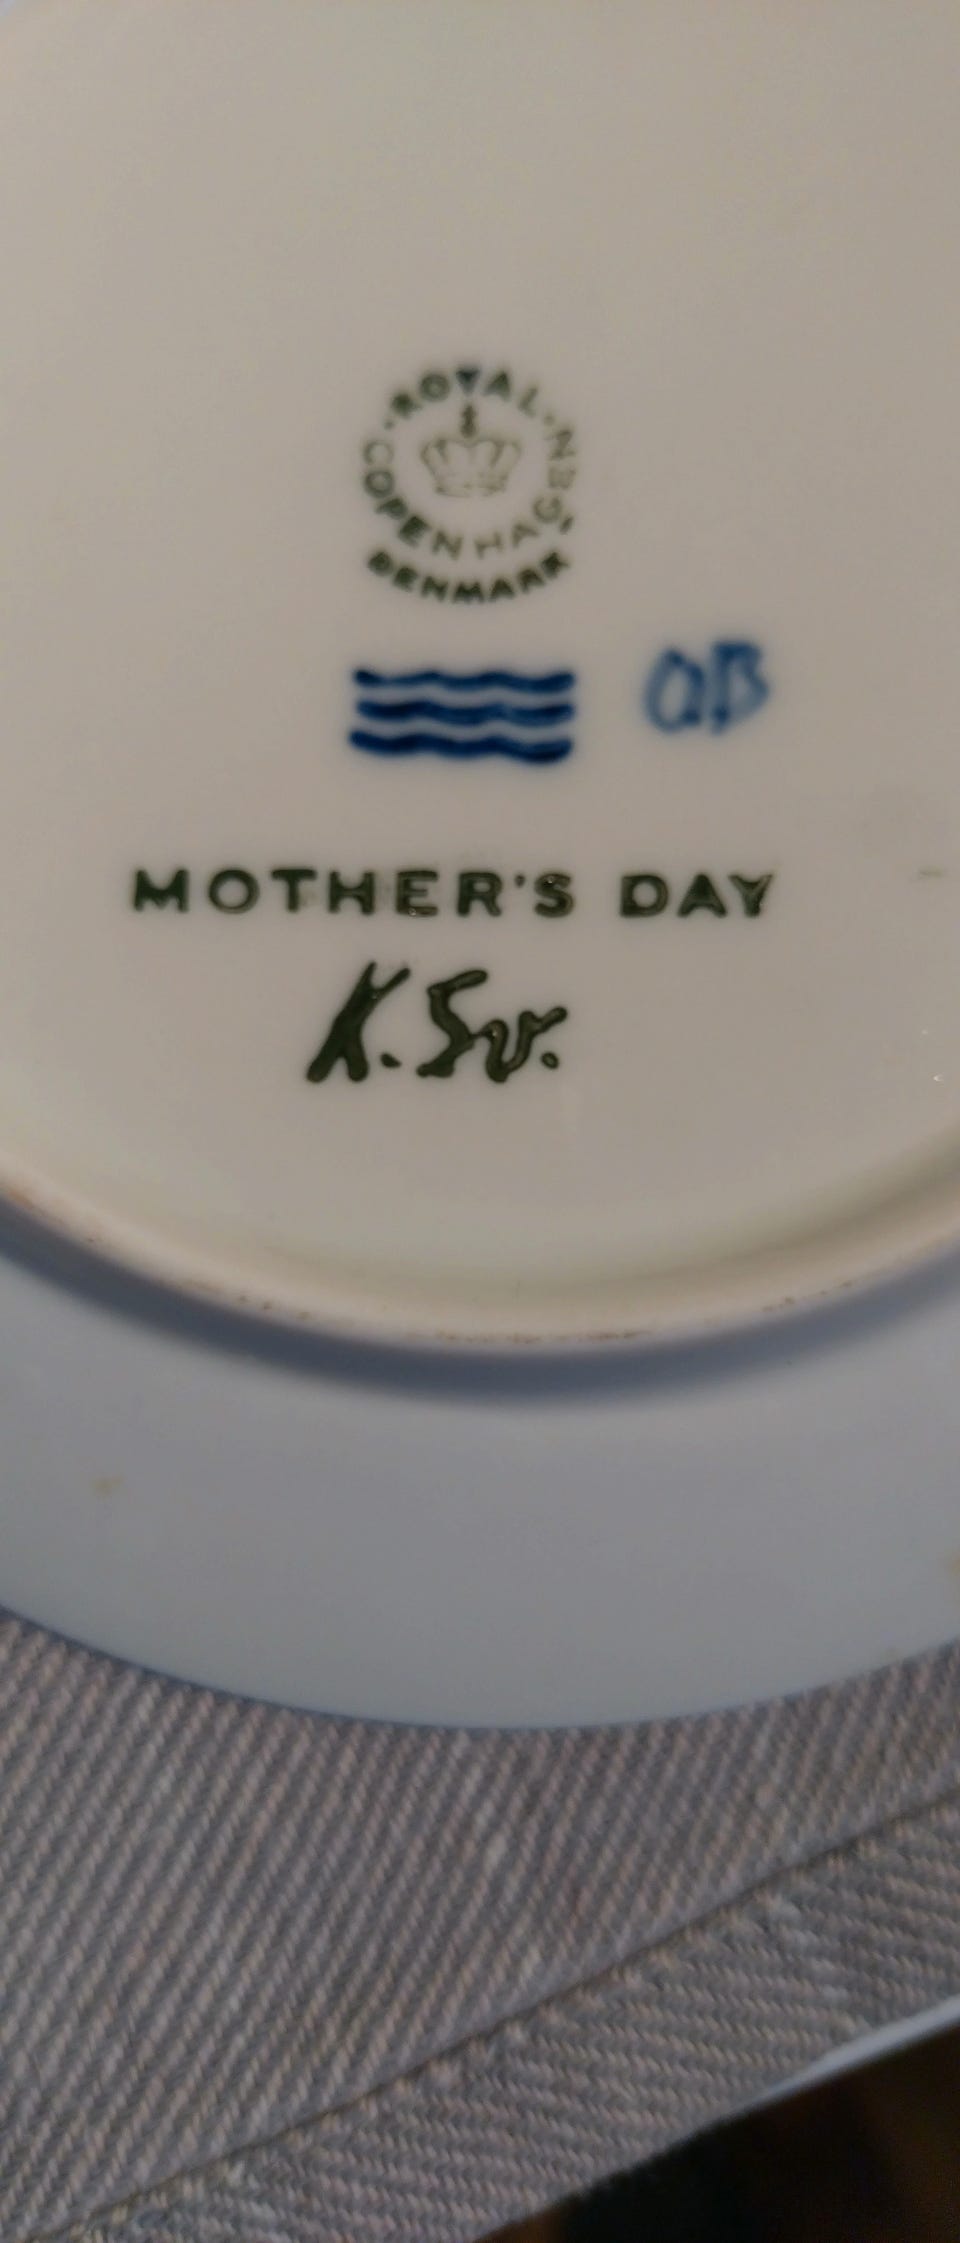 ROYAL
COPENHAGEN
DENMARK
MOTHER'S DAY
K. Sv.